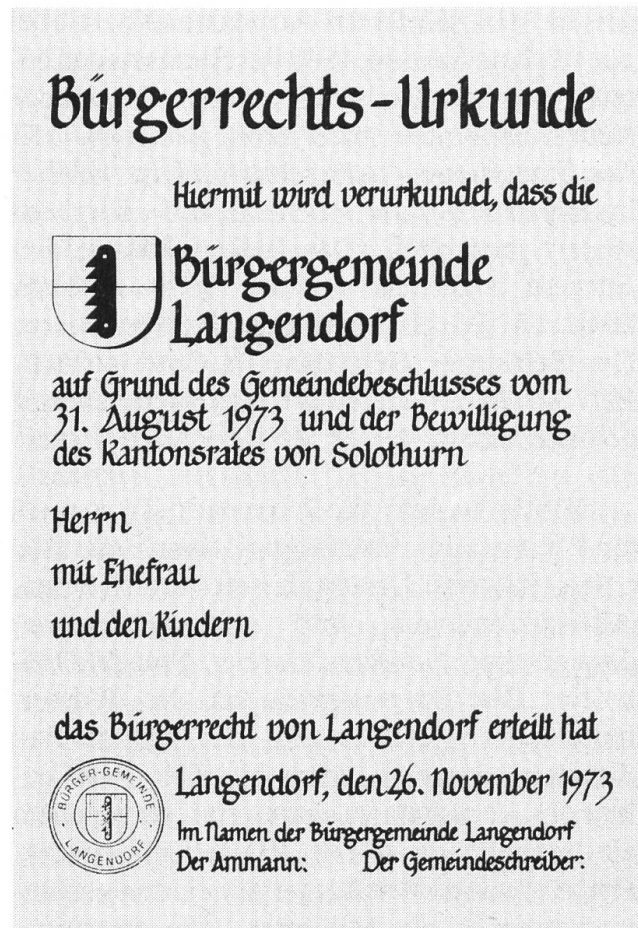 Bürgerrechts-Urkunde
Hiermit wird verurkundet, dass die
Bürgergemeinde
Langendorf
auf Grund des Gemeindebeschlusses vom
31. August 1973 und der Bewilligung
des Kantonsrates von Solothurn
Herrn
mit Ehefrau
und den Kindern
das Bürgerrecht von Langendorf erteilt hat
BÜRGER-GEMEINDE
LANGENDORF
Langendorf, den 26. November 1973
Im Namen der Bürgergemeinde Langendorf
Der Ammann: Der Gemeindeschreiber: